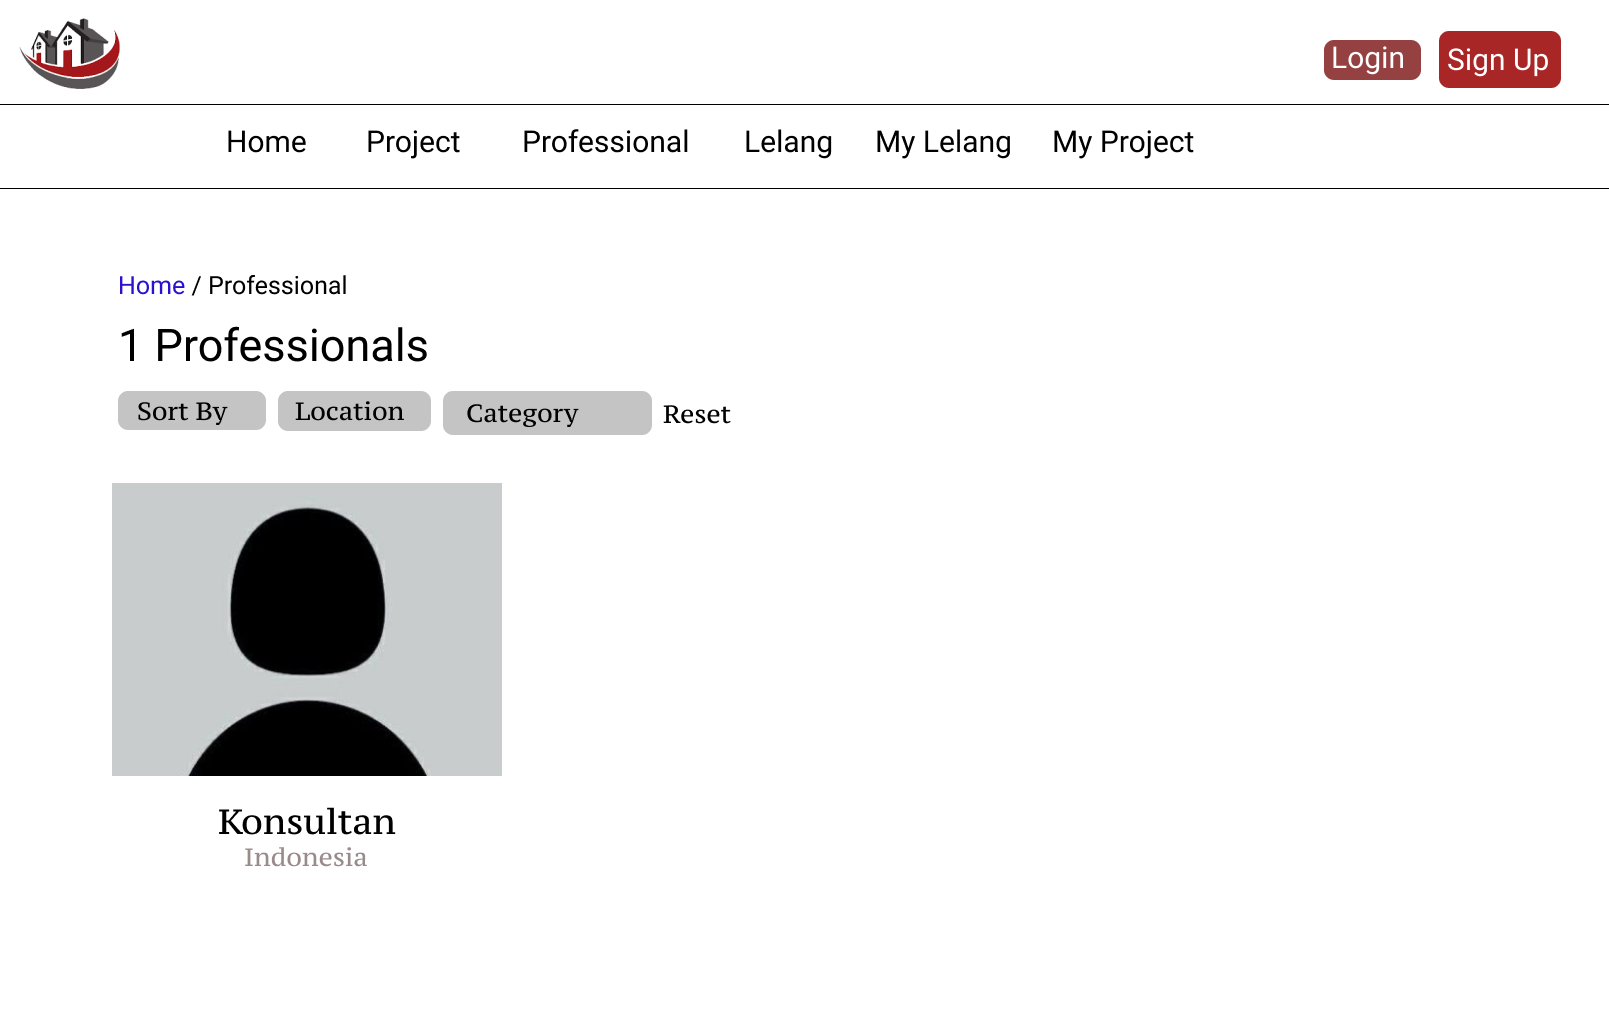 Login Sign Up
Home Project Professional Lelang My Lelang My Project
Home / Professional
1 Professionals
Sort By Location Category Reset
Konsultan
Indonesia